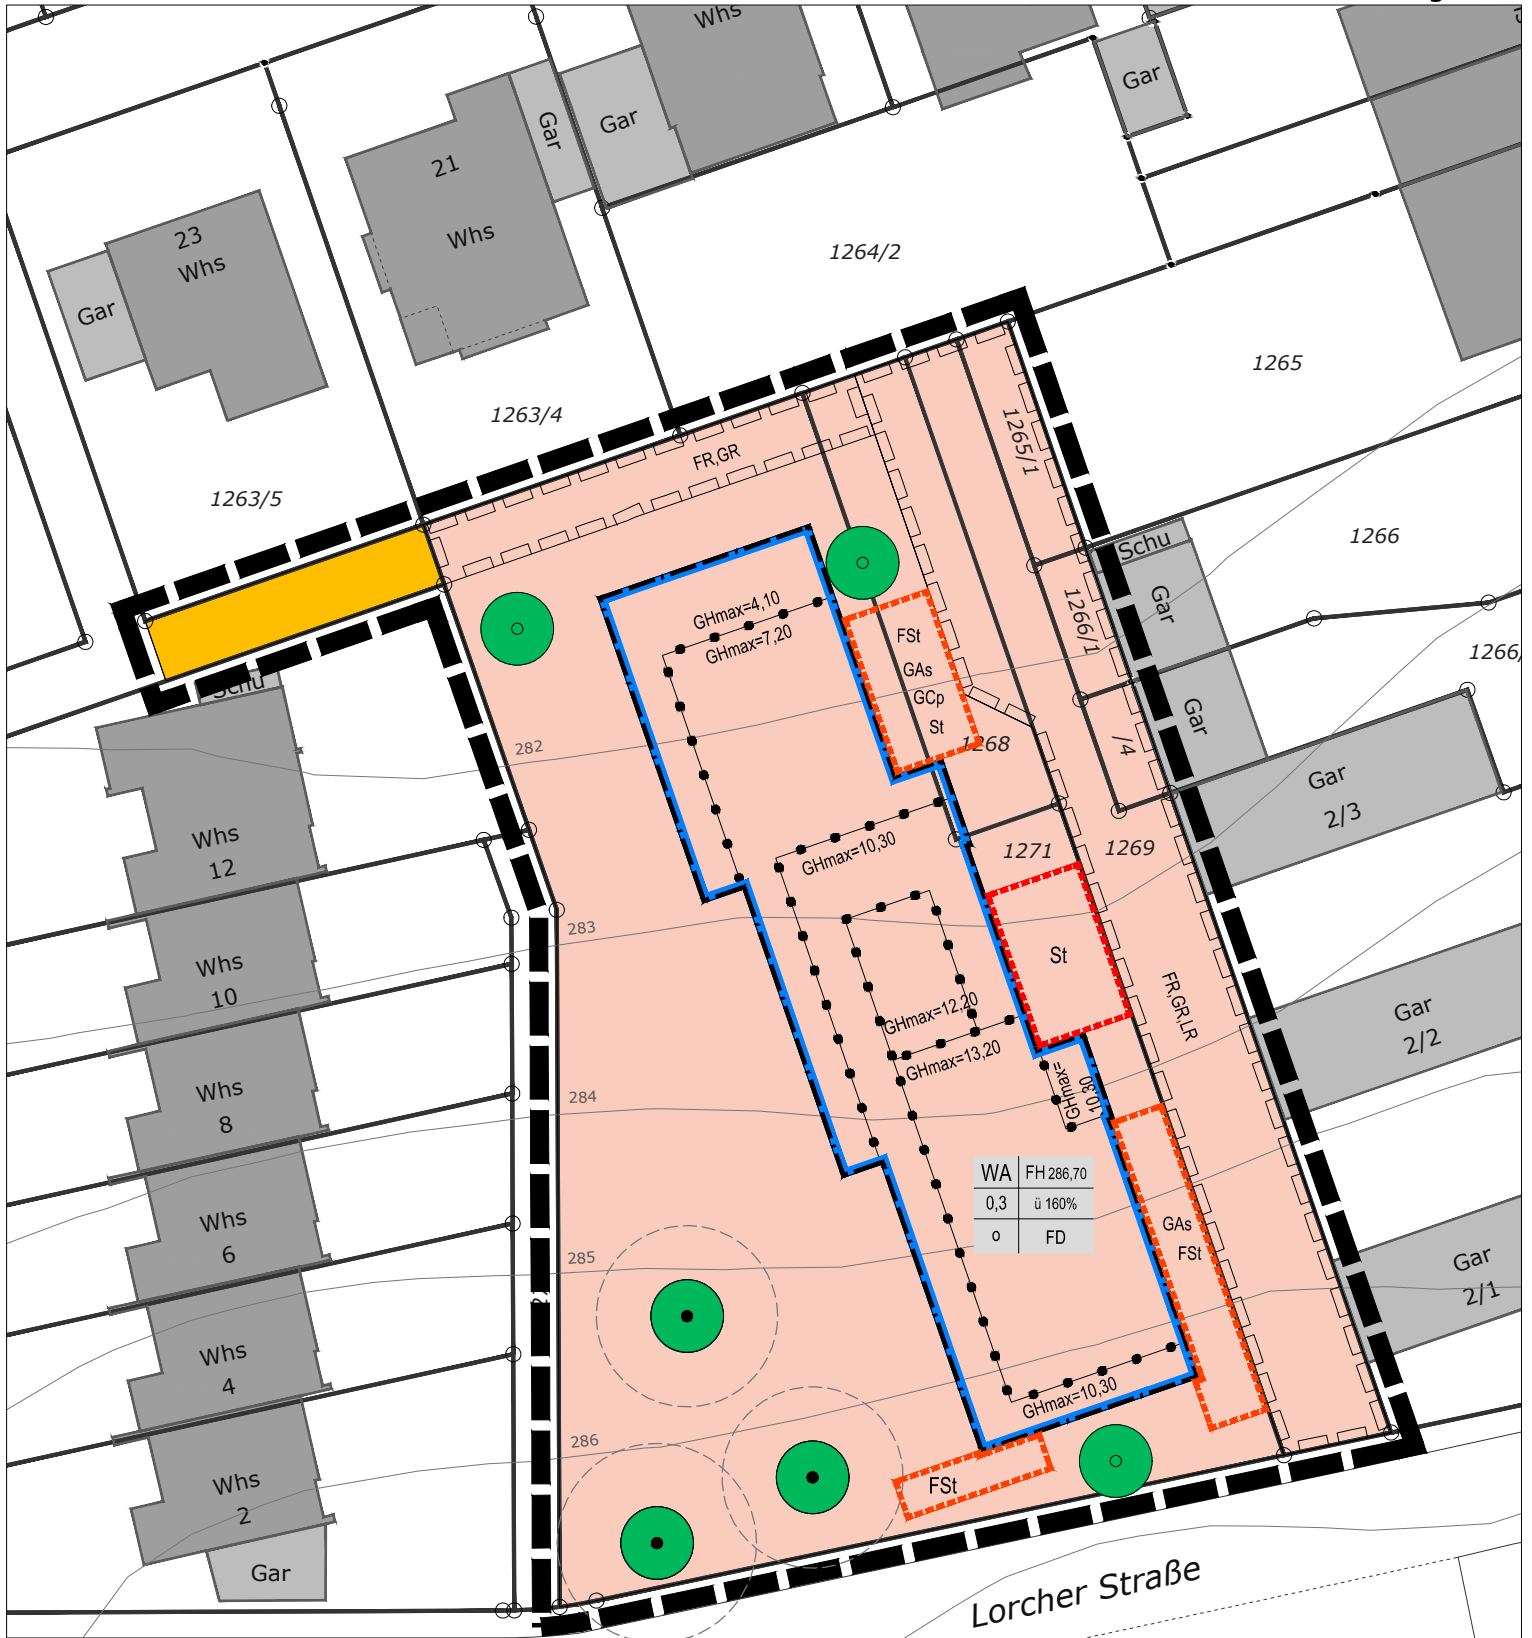 Whs
Gar
21
Gar
Gar
Whs
23
Whs
Gar
1264/2
1265
1263/4
1265/1
FR,GR
1263/5
1266
Schu
Gar
GHmax=4,10
GHmax=7,20
FSt
GAs
GCp
St
1266/1
1266/
Schu
282
1268
/4
Gar
Gar
2/3
Whs
12
GHmax=10,30
1271
1269
283
St
Whs
10
FR,GR,LR
GHmax=12,20
GHmax=13,20
Gar
2/2
GHmax=
10,30
Whs
8
284
WA
FH 286,70
0,3
ü 160%
o
FD
GAs
FSt
Whs
6
285
Gar
2/1
Whs
4
GHmax=10,30
286
FSt
Whs
2
Gar
Lorcher Straße